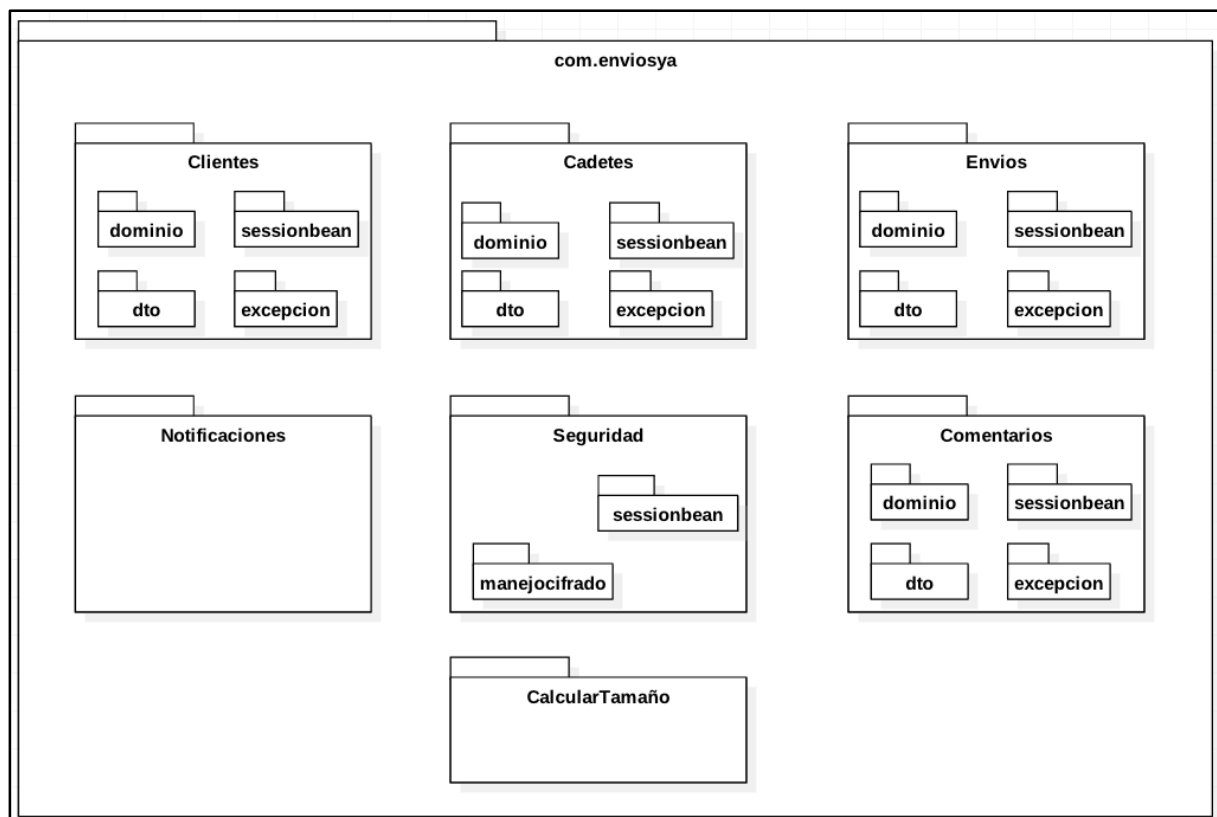 com.enviosya
Clientes
dominio
sessionbean
dto
excepcion
Cadetes
dominio
sessionbean
dto
excepcion
Envios
dominio
sessionbean
dto
excepcion
Notificaciones
Seguridad
sessionbean
manejocifrado
Comentarios
dominio
sessionbean
dto
excepcion
CalcularTamaño